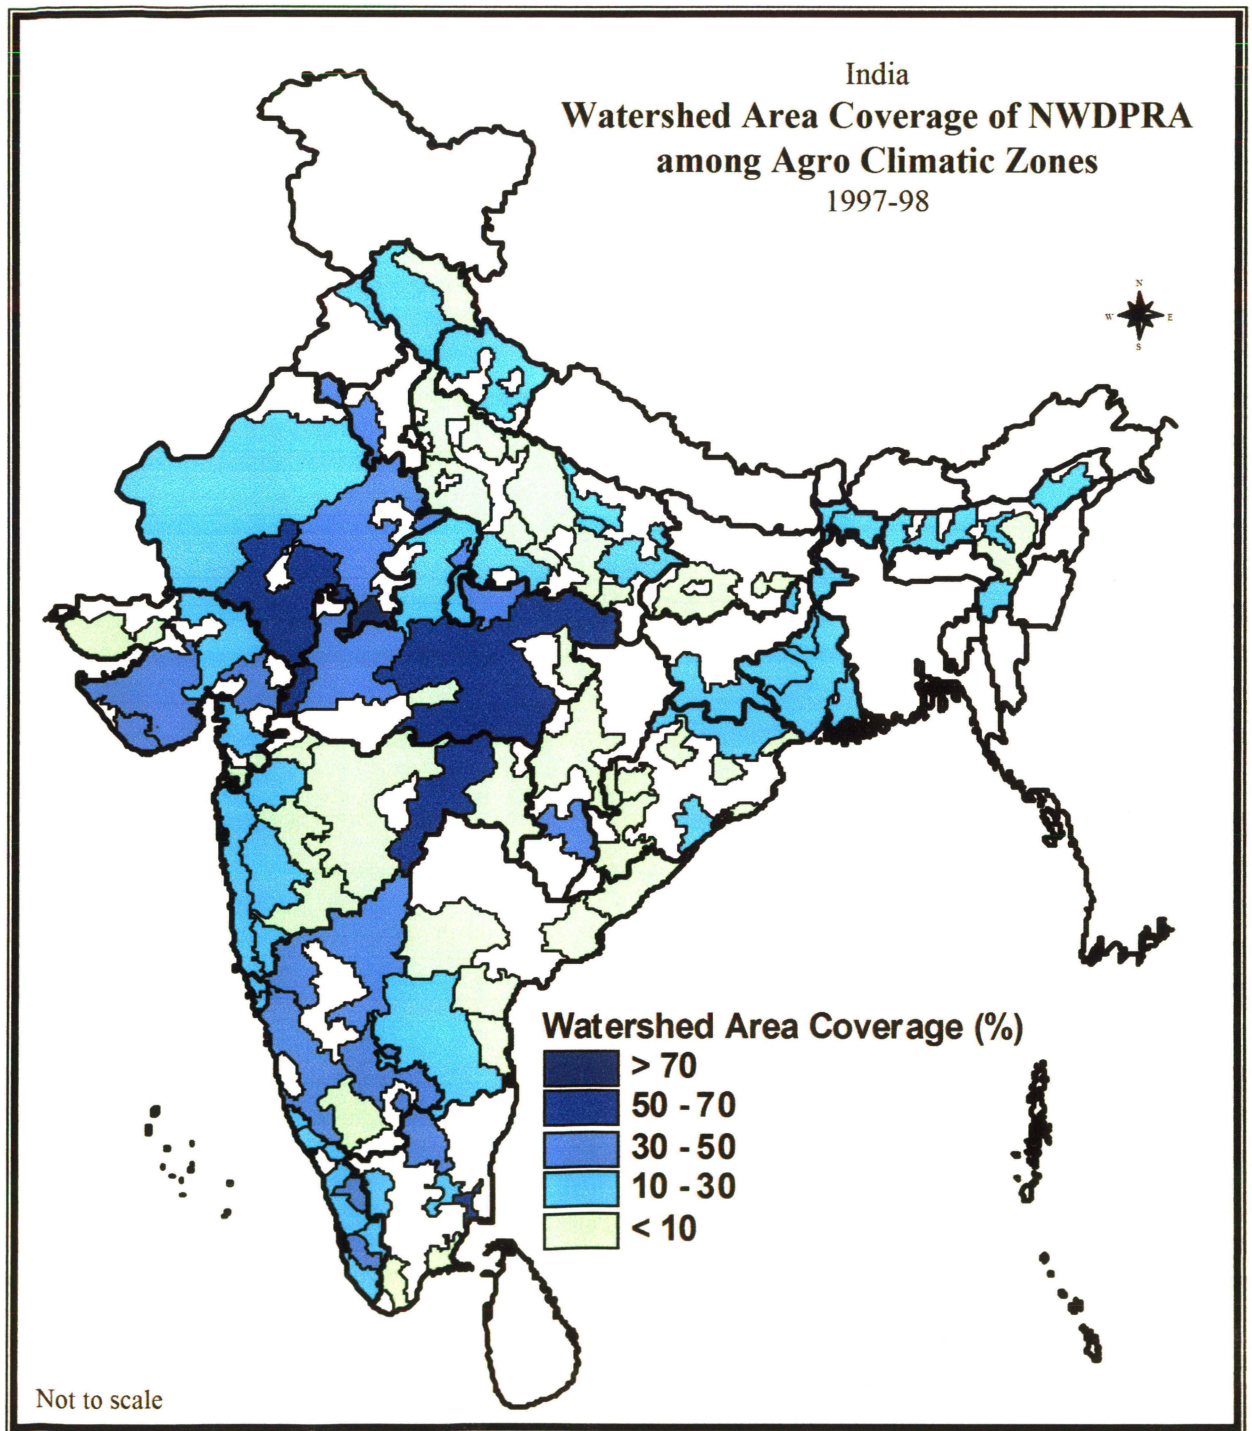 India
Watershed Area Coverage of NWDPRA
among Agro Climatic Zones
1997-98
N
W E
S
Watershed Area Coverage (%)
> 70
50 - 70
30 - 50
10 - 30
< 10
Not to scale